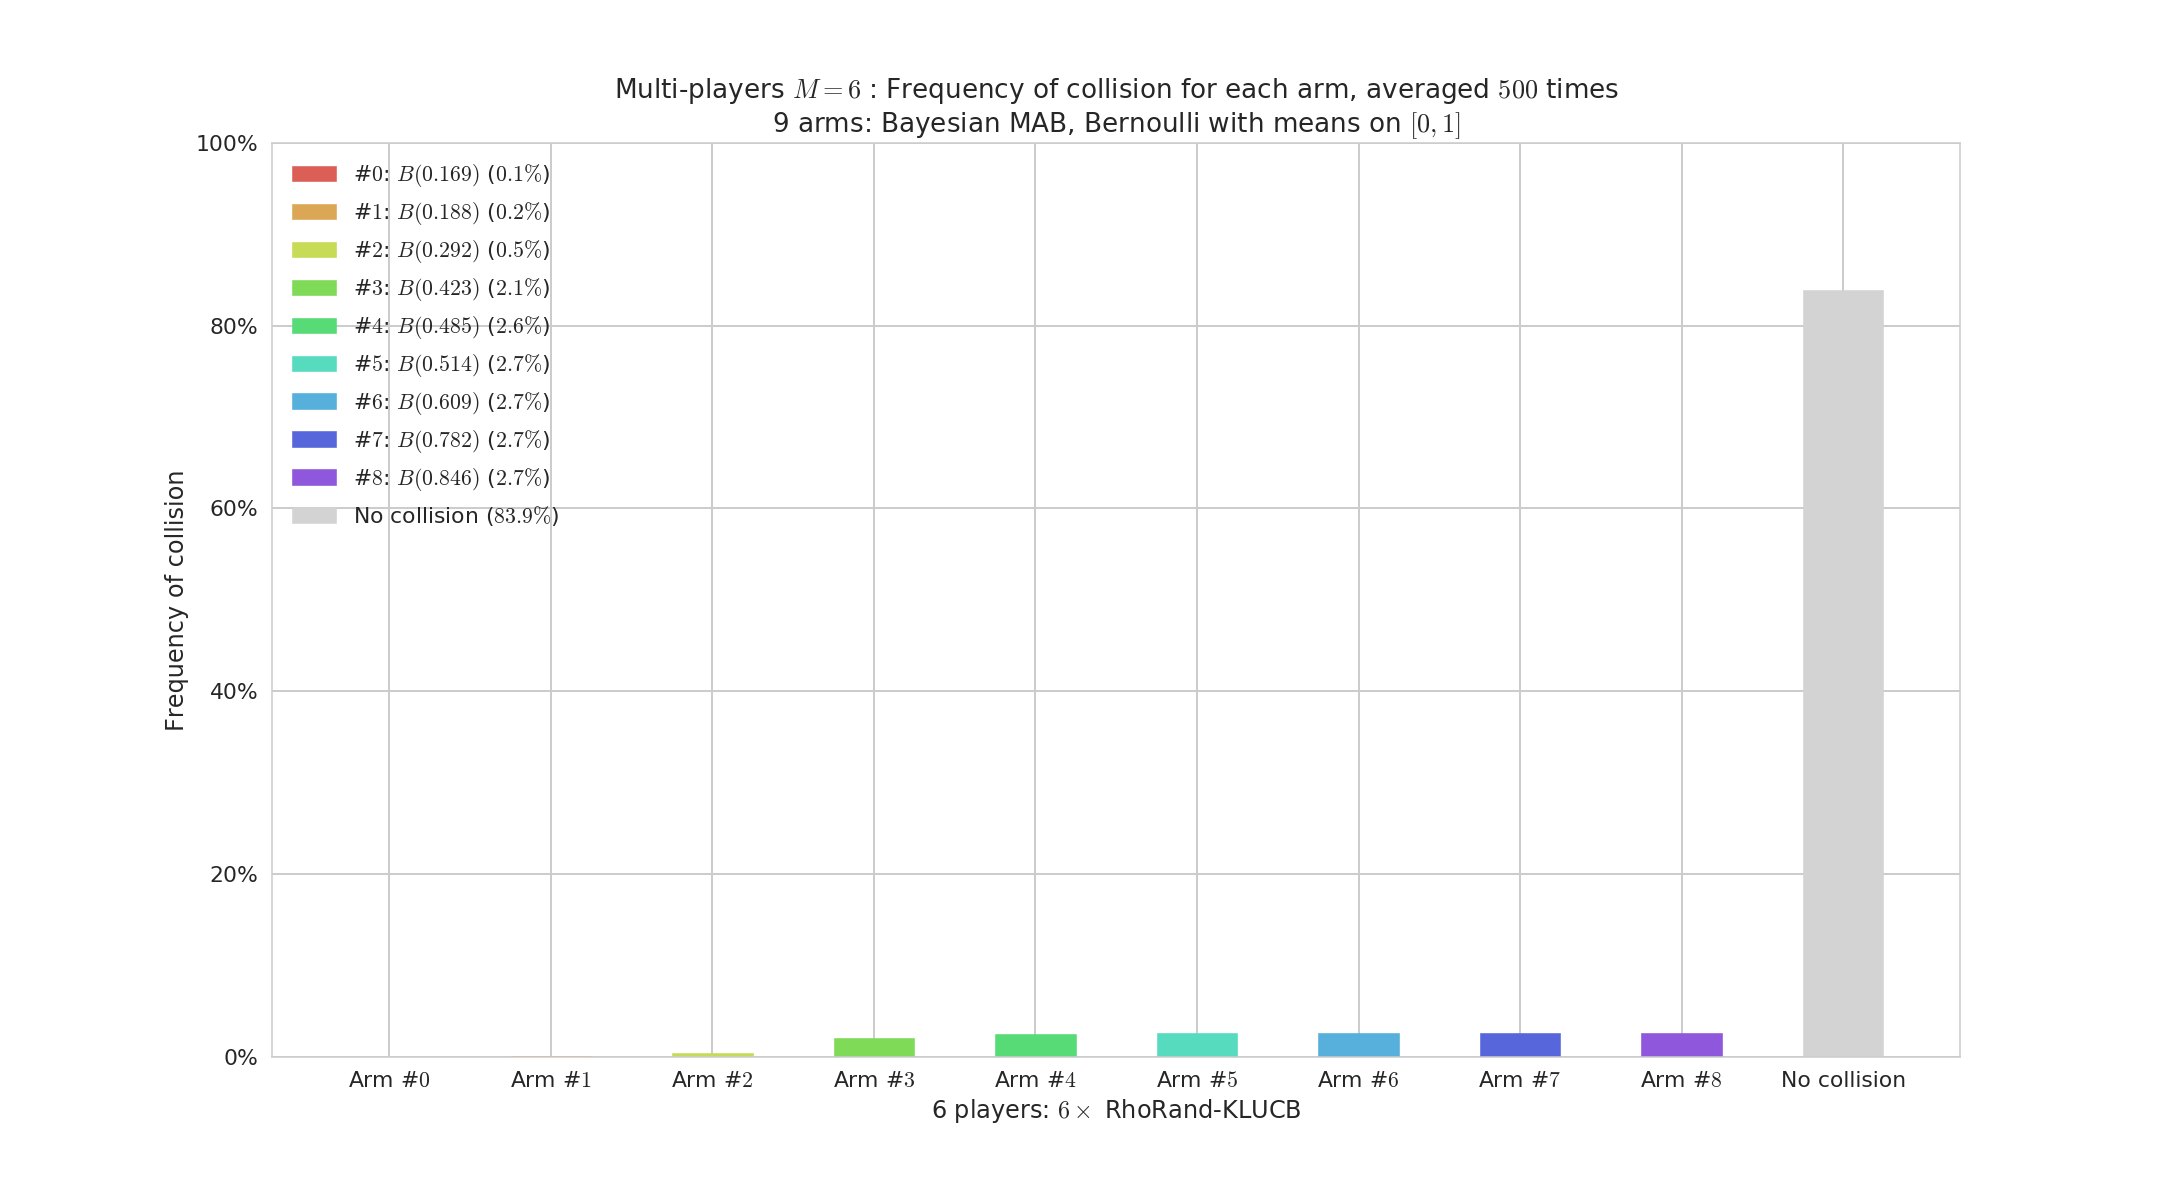 Multi-players M = 6 : Frequency of collision for each arm, averaged 500 times
9 arms: Bayesian MAB, Bernoulli with means on [0, 1]
100%
80%
60%
40%
20%
0%
Frequency of collision
#0: B(0.169) (0.1%)
#1: B(0.188) (0.2%)
#2: B(0.292) (0.5%)
#3: B(0.423) (2.1%)
#4: B(0.485) (2.6%)
#5: B(0.514) (2.7%)
#6: B(0.609) (2.7%)
#7: B(0.782) (2.7%)
#8: B(0.846) (2.7%)
No collision (83.9%)
Arm #0 Arm #1 Arm #2 Arm #3 Arm #4 Arm #5 Arm #6 Arm #7 Arm #8 No collision
6 players: 6× RhoRand-KLUCB